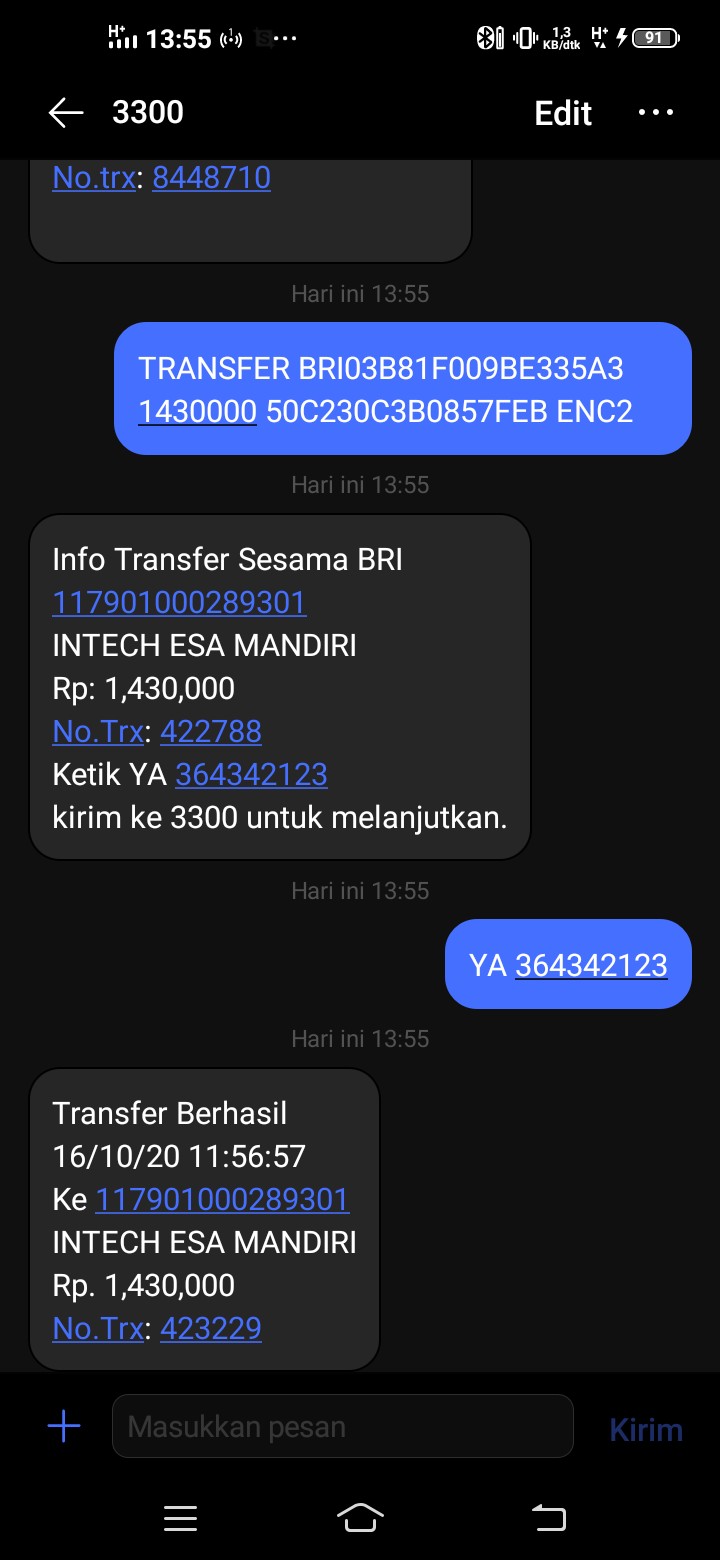 H+ 13:55
1,3 KB/dtk H+ 91
3300 Edit
No.trx: 8448710
Hari ini 13:55
TRANSFER BRI03B81F009BE335A3
1430000 50C230C3B0857FEB ENC2
Hari ini 13:55
Info Transfer Sesama BRI
117901000289301
INTECH ESA MANDIRI
Rp: 1,430,000
No.Trx: 422788
Ketik YA 364342123
kirim ke 3300 untuk melanjutkan.
Hari ini 13:55
YA 364342123
Hari ini 13:55
Transfer Berhasil
16/10/20 11:56:57
Ke 117901000289301
INTECH ESA MANDIRI
Rp. 1,430,000
No.Trx: 423229
Masukkan pesan Kirim